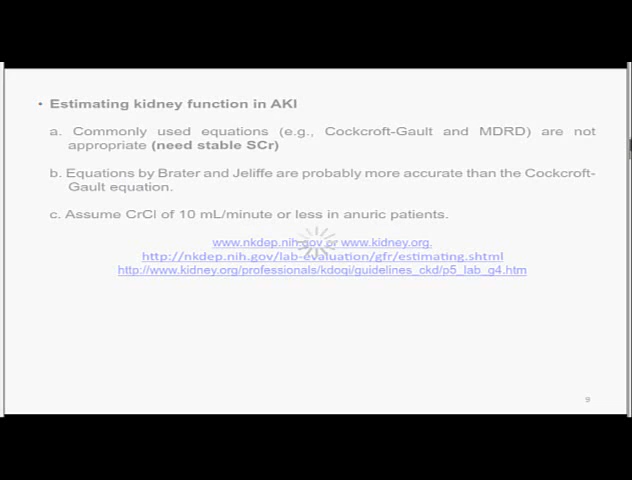 • Estimating kidney function in AKI
a. Commonly used equations (e.g., Cockcroft-Gault and MDRD) are not
appropriate (need stable SCr)
b. Equations by Brater and Jeliffe are probably more accurate than the Cockcroft-
Gault equation.
c. Assume CrCl of 10 mL/minute or less in anuric patients.
www.nkdep.nih.gov or www.kidney.org.
http://nkdep.nih.gov/lab-evaluation/gfr/estimating.shtml
http://www.kidney.org/professionals/kdoqi/guidelines_ckd/p5_lab_g4.htm
9